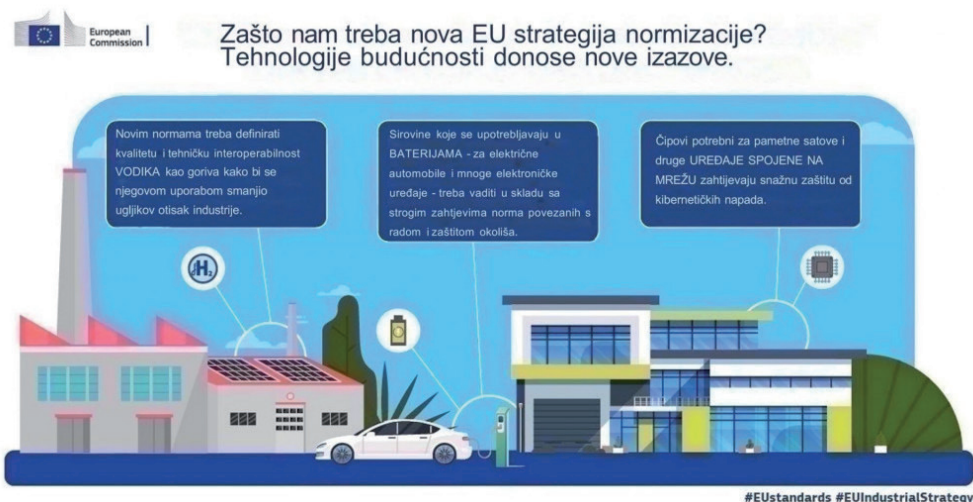 European
Commission
Zašto nam treba nova EU strategija normizacije?
Tehnologije budućnosti donose nove izazove.
Novim normama treba definirati
kvalitetu i tehničku interoperabilnost
VODIKA kao goriva kako bi se
njegovom uporabom smanjio
ugljikov otisak industrije.
Sirovine koje se upotrebljavaju u
BATERIJAMA - za električne
automobile i mnoge elektroničke
uređaje - treba vaditi u skladu sa
strogim zahtjevima norma povezanih s
radom i zaštitom okoliša.
Čipovi potrebni za pametne satove i
druge UREĐAJE SPOJENE NA
MREŽU zahtijevaju snažnu zaštitu od
kibernetičkih napada.
H2
#EUstandards #EUIndustrialStrategy